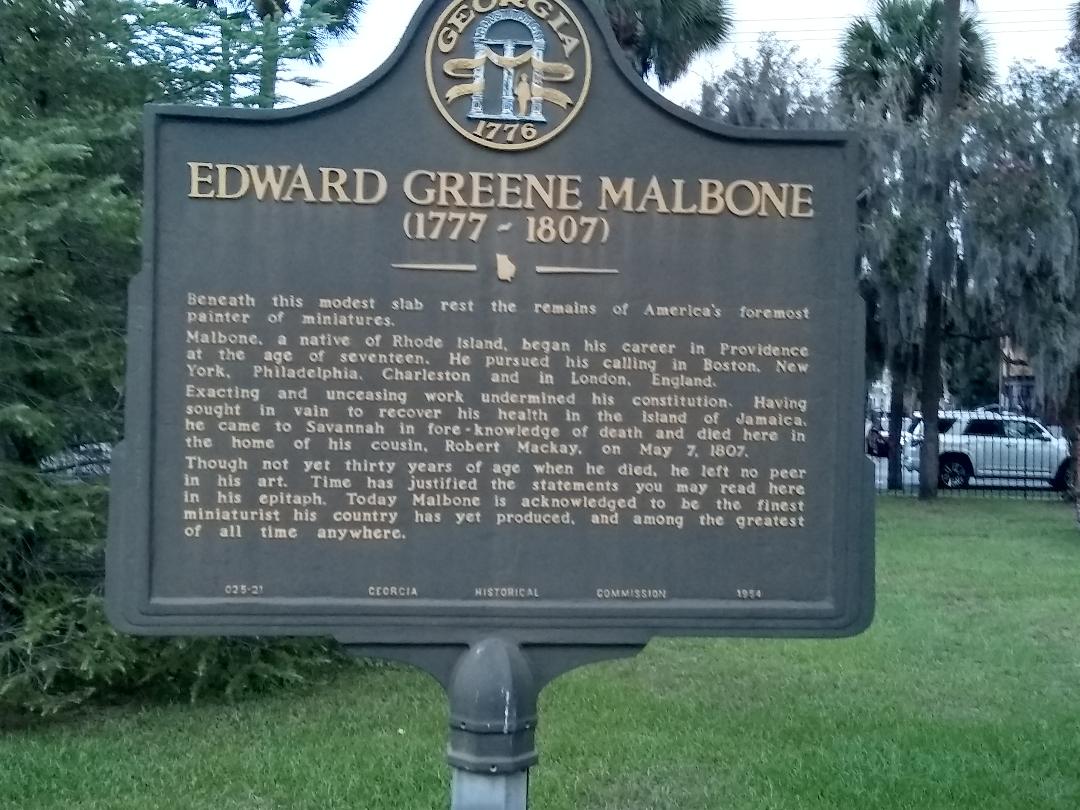 GEORGIA
1776
EDWARD GREENE MALBONE
(1777 - 1807)
Beneath this modest slab rest the remains of America's foremost
painter of miniatures.
Malbone, a native of Rhode Island, began his career in Providence
at the age of seventeen. He pursued his calling in Boston, New
York, Philadelphia, Charleston and in London, England.
Exacting and unceasing work undermined his constitution. Having
sought in vain to recover his health in the island of Jamaica,
he came to Savannah in fore-knowledge of death and died here in
the home of his cousin, Robert Mackay, on May 7, 1807.
Though not yet thirty years of age when he died, he left no peer
in his art. Time has justified the statements you may read here
in his epitaph. Today Malbone is acknowledged to be the finest
miniaturist his country has yet produced, and among the greatest
of all time anywhere.
025-21 GEORGIA HISTORICAL COMMISSION 1954